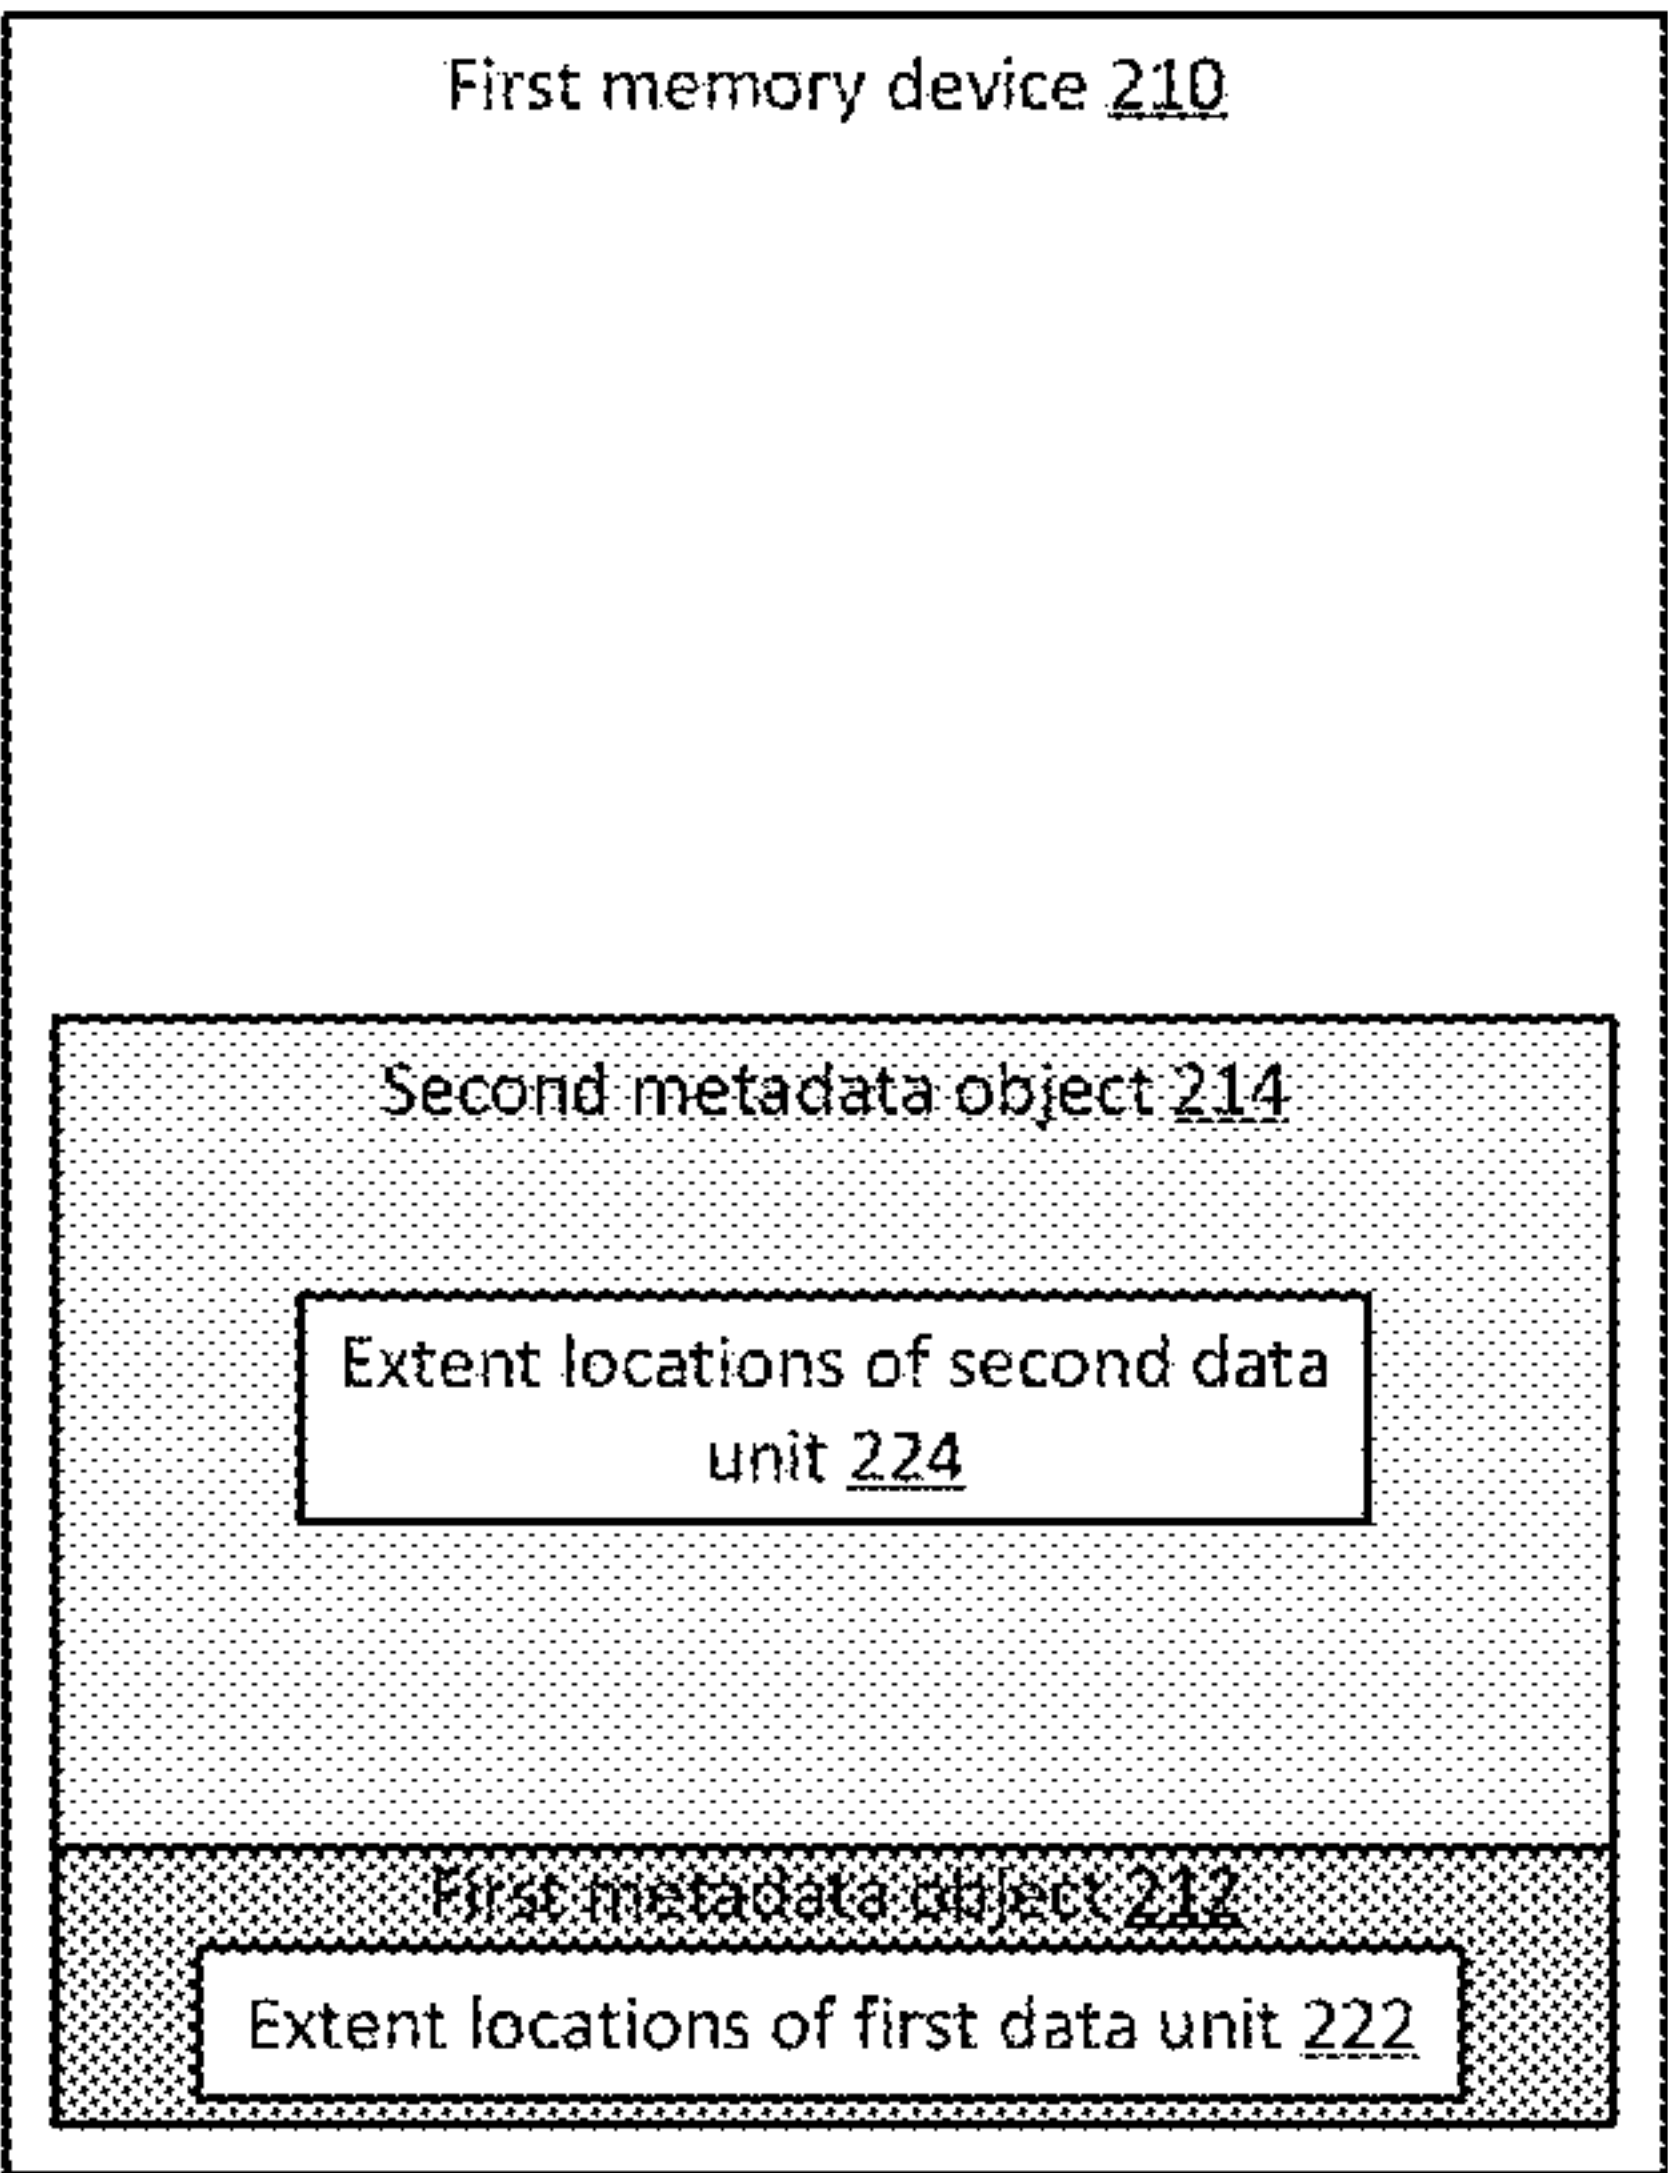 First memory device 210
Second metadata object 214
Extent locations of second data
unit 224
First metadata object 212
Extent locations of first data unit 222